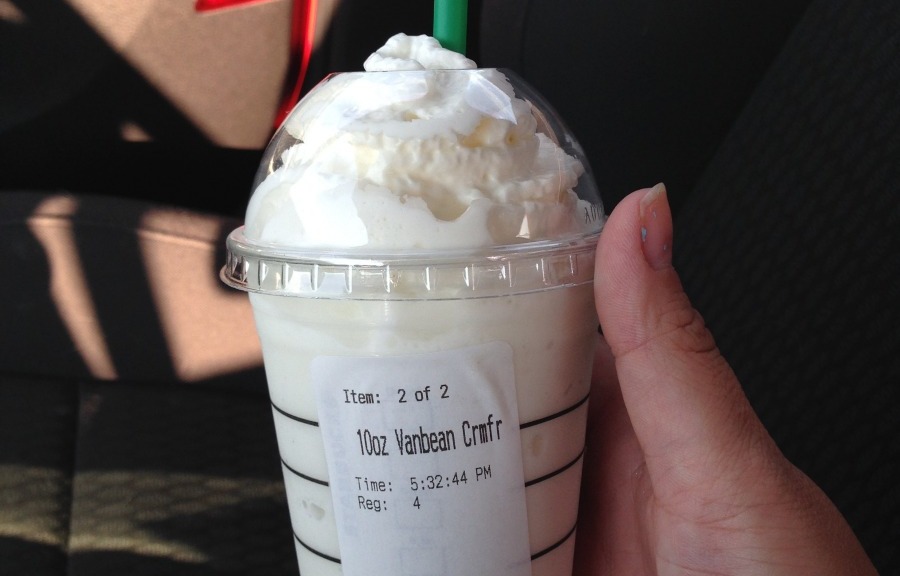 Item: 2 of 2
10oz Vanbean Crmfr
Time: 5:32:44 PM
Reg: 4